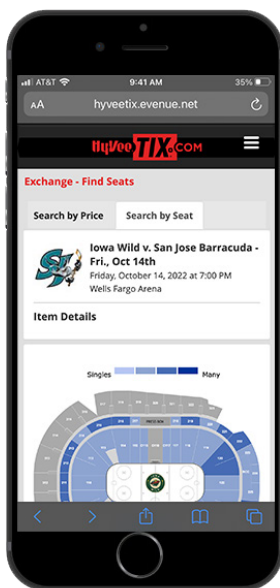 AT&T 9:41 AM 35%
AA hyveetix.evenue.net
HyVee TIX.COM
Exchange - Find Seats
Search by Price Search by Seat
Iowa Wild v. San Jose Barracuda -
Fri., Oct 14th
Friday, October 14, 2022 at 7:00 PM
Wells Fargo Arena
Item Details
Singles Many